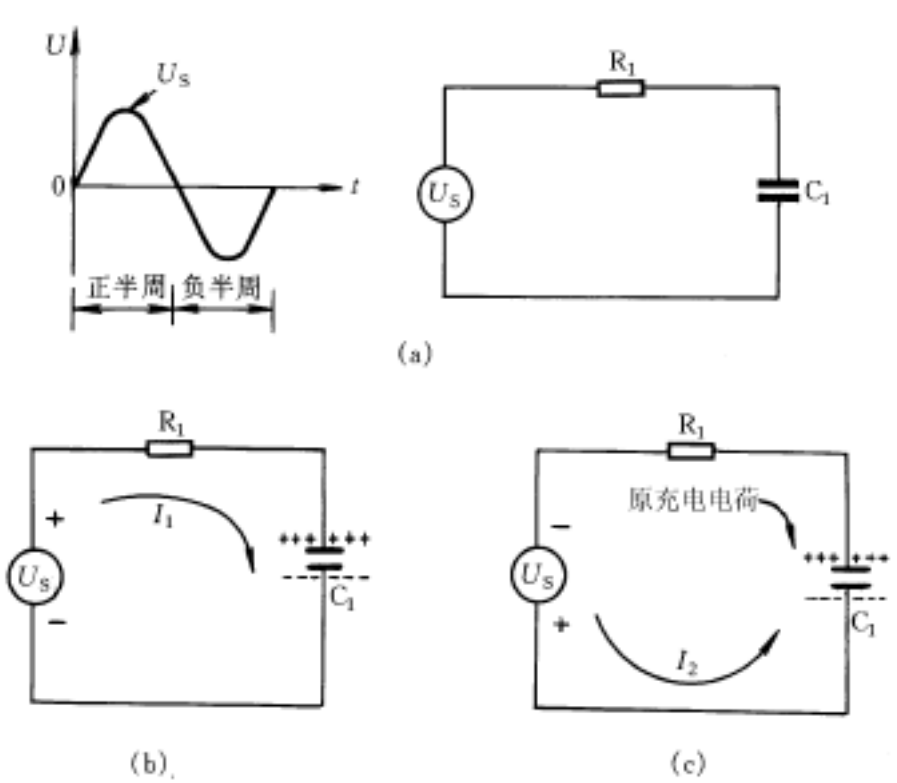 U
U_S
0
t
正半周
负半周
R₁
U_S
C₁
(a)
R₁
+
I₁
+++ +++
U_S
------
C₁
−
(b)
R₁
原充电电荷
−
+++ +++
U_S
------
C₁
+
I₂
(c)